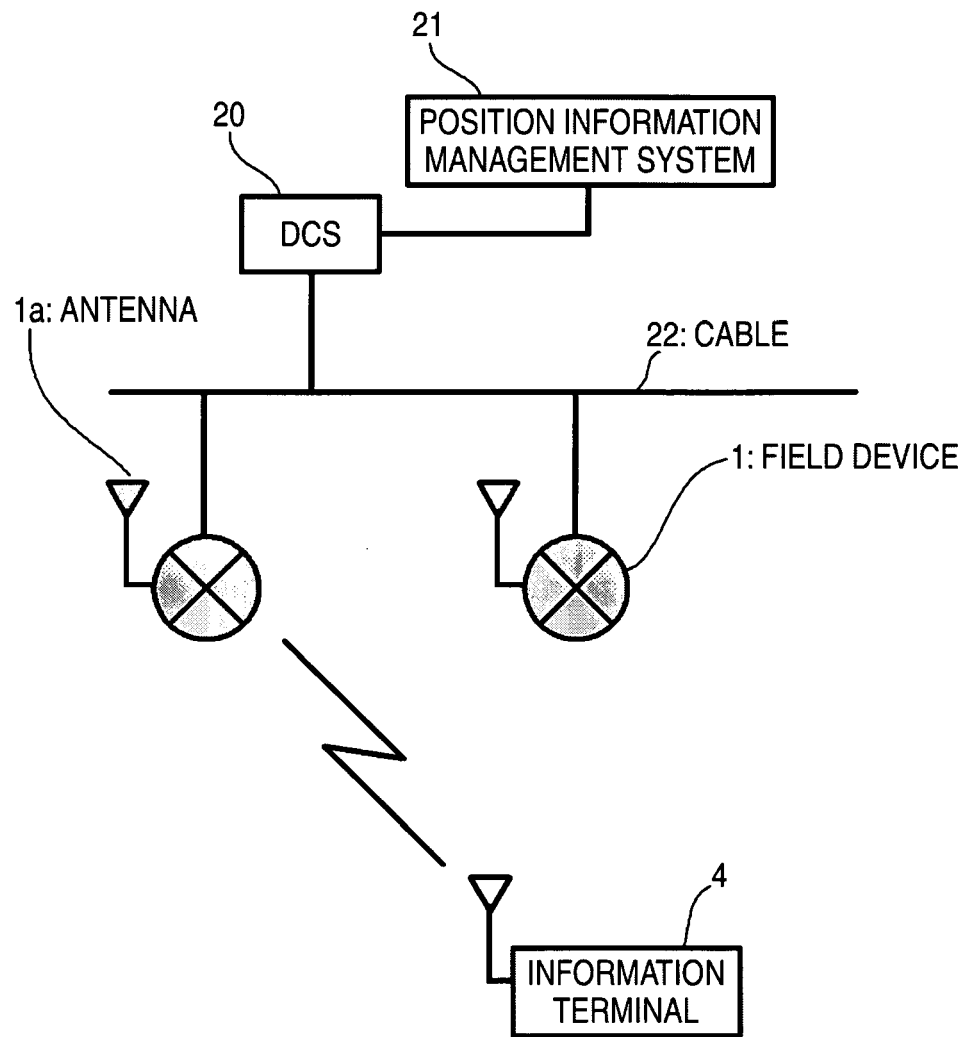 21
POSITION INFORMATION
MANAGEMENT SYSTEM
20
DCS
1a: ANTENNA
22: CABLE
1: FIELD DEVICE
4
INFORMATION
TERMINAL